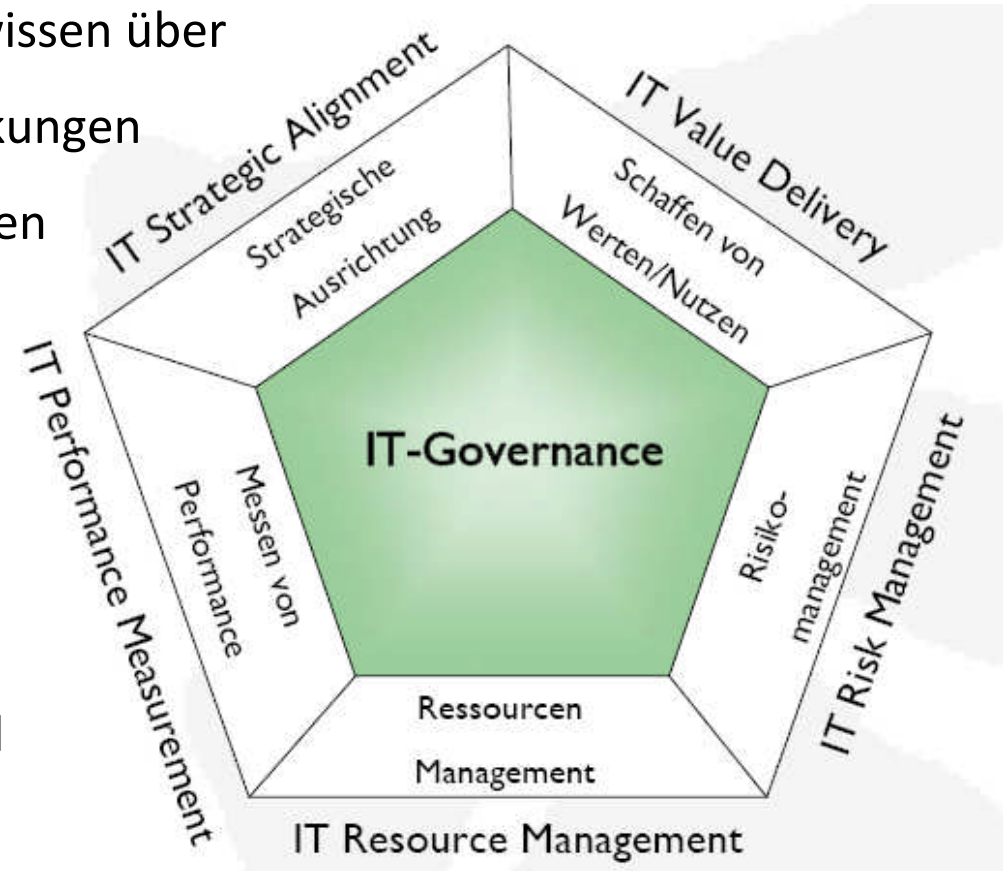 wissen über
kungen
en
IT Strategic Alignment
Strategische
Ausrichtung
IT Value Delivery
Schaffen von
Werten/Nutzen
IT-Governance
IT Performance Measurement
Messen von
Performance
Risiko-
management
IT Risk Management
Ressourcen
Management
IT Resource Management